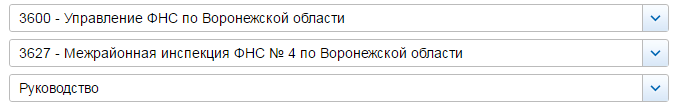 3600 - Управление ФНС по Воронежской области
3627 - Межрайонная инспекция ФНС № 4 по Воронежской области
Руководство